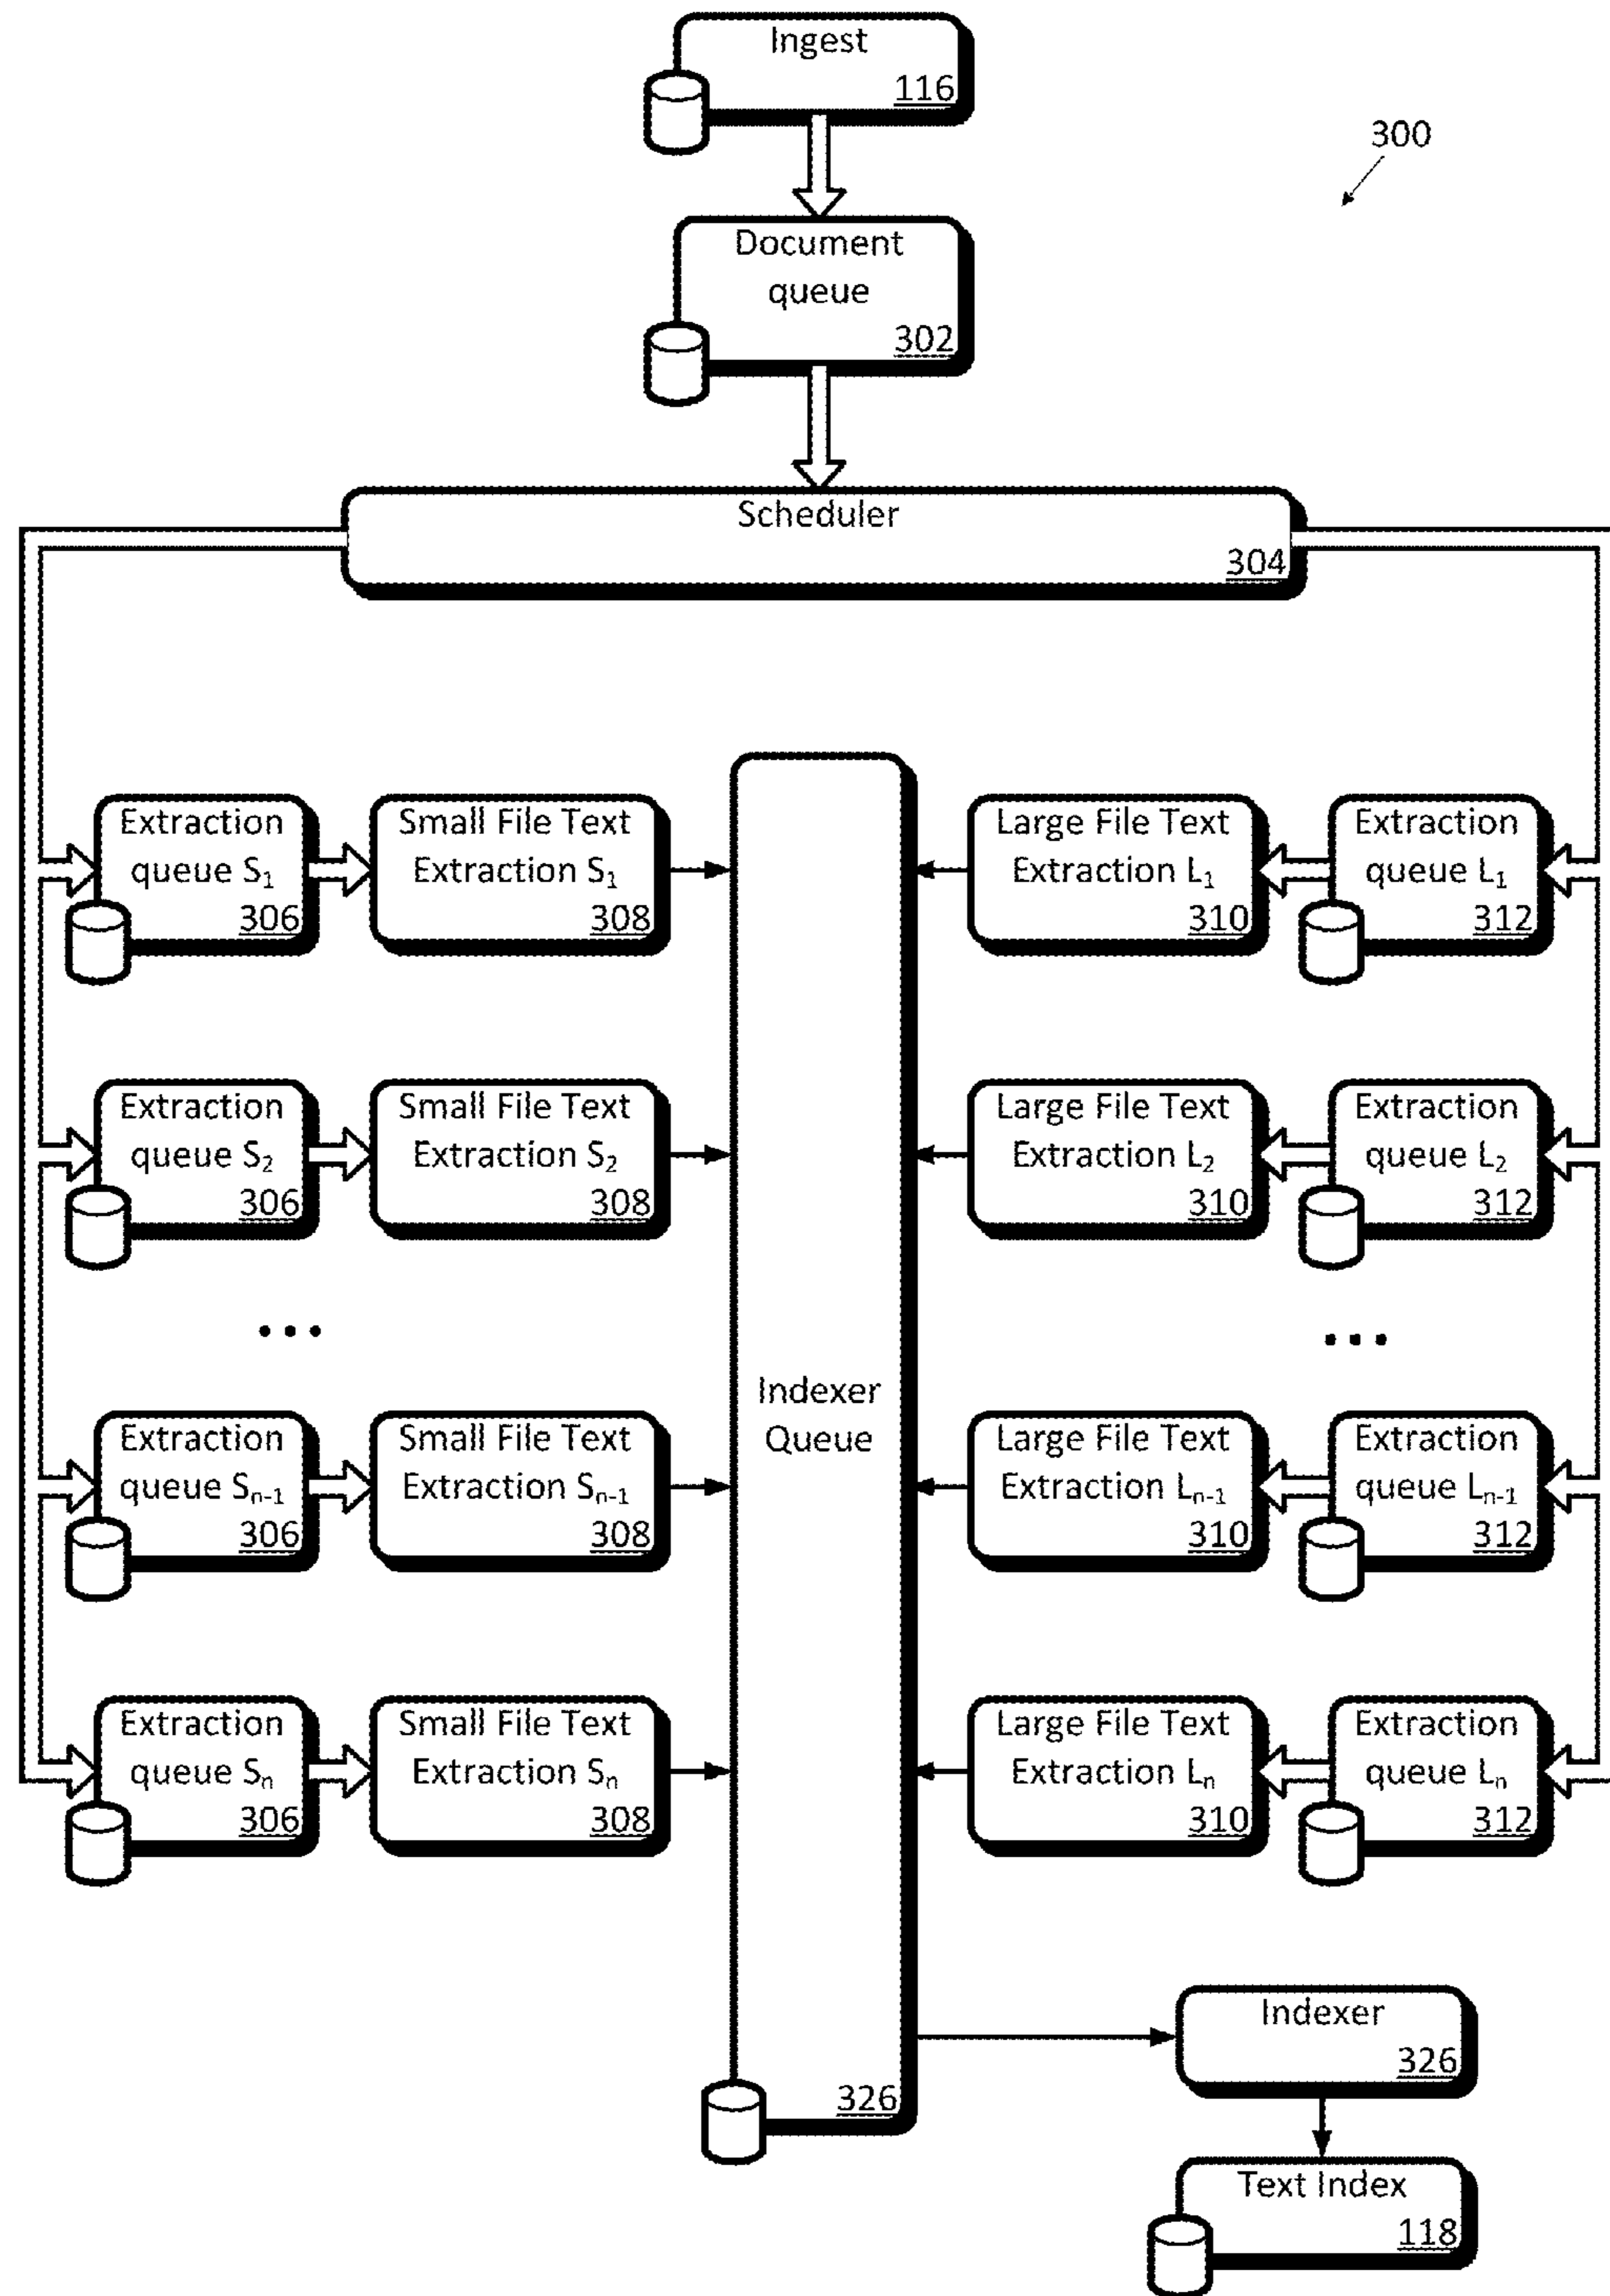 Ingest
116
300
Document
queue
302
Scheduler
304
Extraction
queue S₁
306
Small File Text
Extraction S₁
308
Large File Text
Extraction L₁
310
Extraction
queue L₁
312
Extraction
queue S₂
306
Small File Text
Extraction S₂
308
Large File Text
Extraction L₂
310
Extraction
queue L₂
312
...
...
Indexer
Queue
326
Extraction
queue Sₙ₋₁
306
Small File Text
Extraction Sₙ₋₁
308
Large File Text
Extraction Lₙ₋₁
310
Extraction
queue Lₙ₋₁
312
Extraction
queue Sₙ
306
Small File Text
Extraction Sₙ
308
Large File Text
Extraction Lₙ
310
Extraction
queue Lₙ
312
Indexer
326
Text Index
118